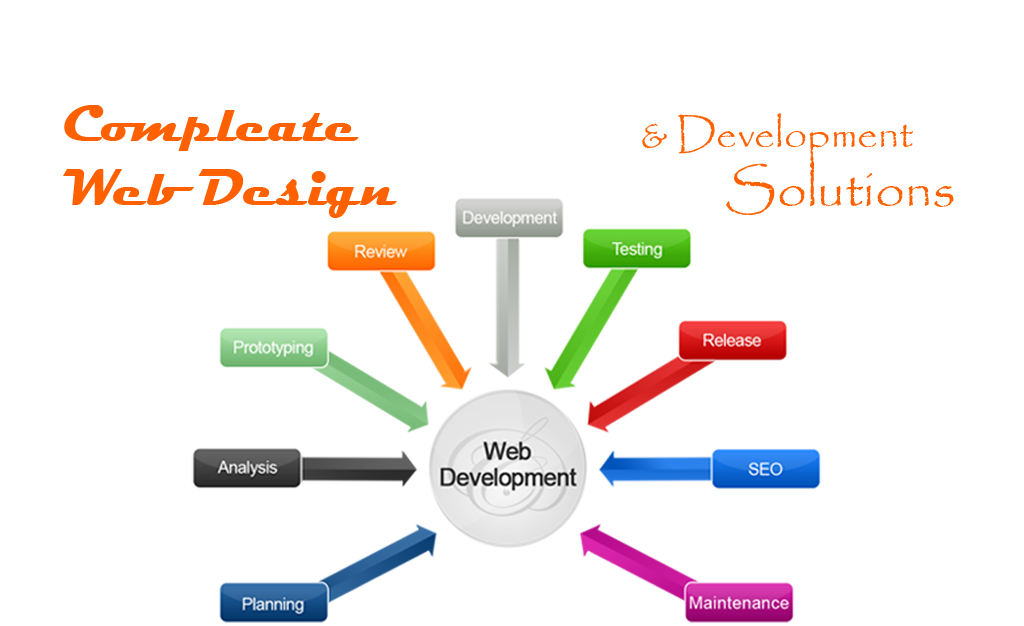 Compleate
Web Design
& Development
Solutions
Development
Review
Testing
Prototyping
Release
Analysis
Web
Development
SEO
Planning
Maintenance